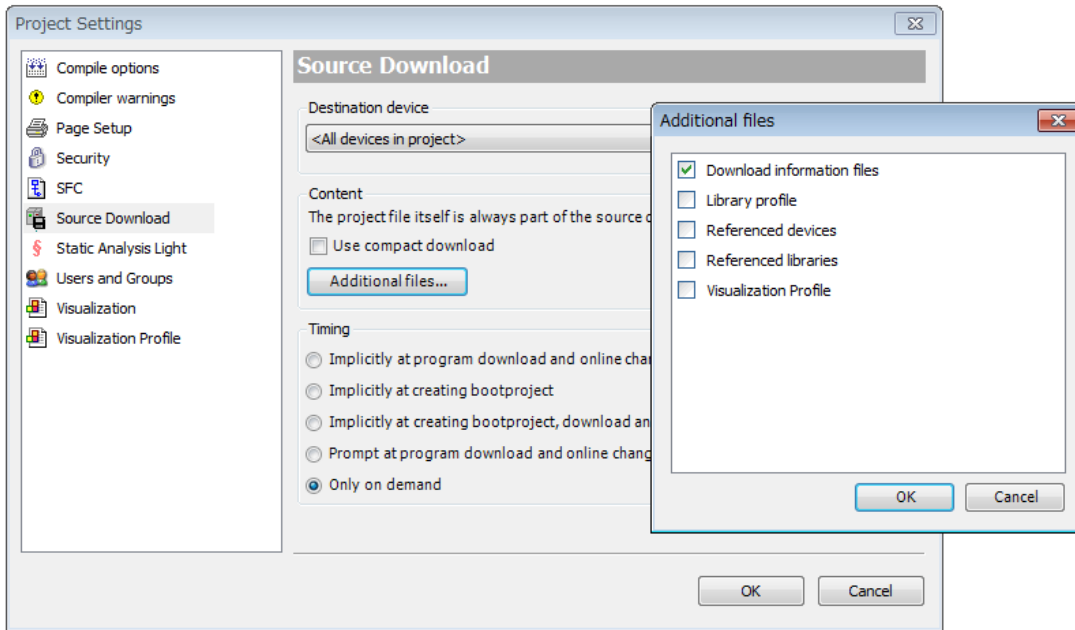 Project Settings
Compile options
Compiler warnings
Page Setup
Security
SFC
Source Download
Static Analysis Light
Users and Groups
Visualization
Visualization Profile
Source Download
Destination device
<All devices in project>
Content
The project file itself is always part of the source
Use compact download
Additional files...
Timing
Implicitly at program download and online
Implicitly at creating bootproject
Implicitly at creating bootproject, download
Prompt at program download and online
Only on demand
OK
Cancel
Additional files
Download information files
Library profile
Referenced devices
Referenced libraries
Visualization Profile
OK
Cancel